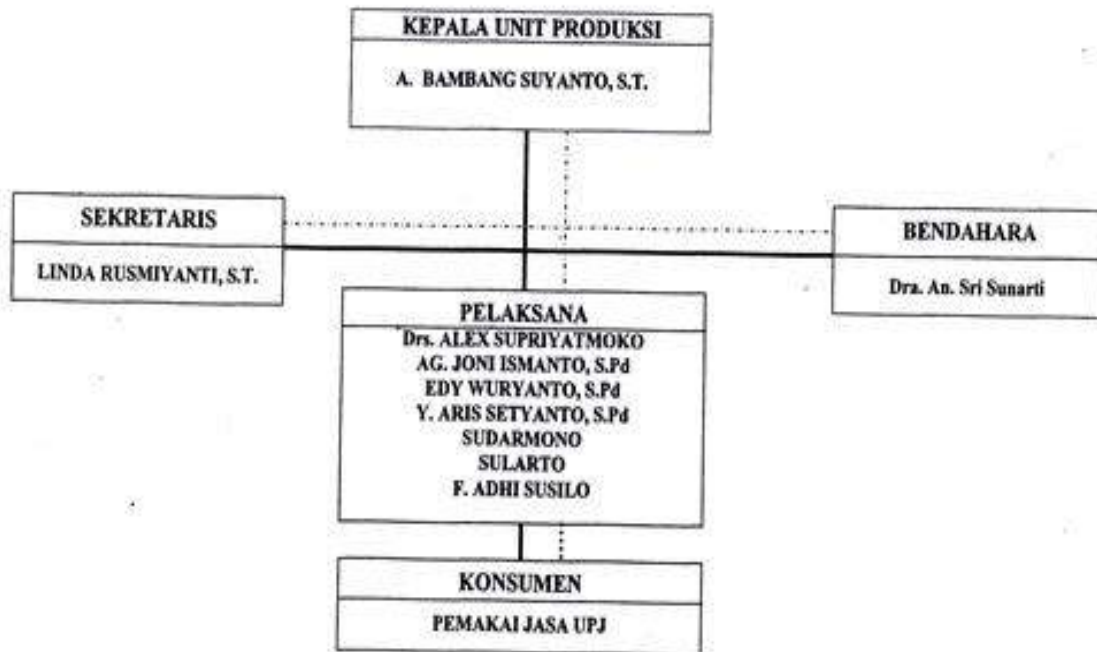 KEPALA UNIT PRODUKSI
A. BAMBANG SUYANTO, S.T.
SEKRETARIS
LINDA RUSMIYANTI, S.T.
BENDAHARA
Dra. An. Sri Sunarti
PELAKSANA
Drs. ALEX SUPRIYATMOKO
AG. JONI ISMANTO, S.Pd
EDY WURYANTO, S.Pd
Y. ARIS SETYANTO, S.Pd
SUDARMONO
SULARTO
F. ADHI SUSILO
KONSUMEN
PEMAKAI JASA UPJ